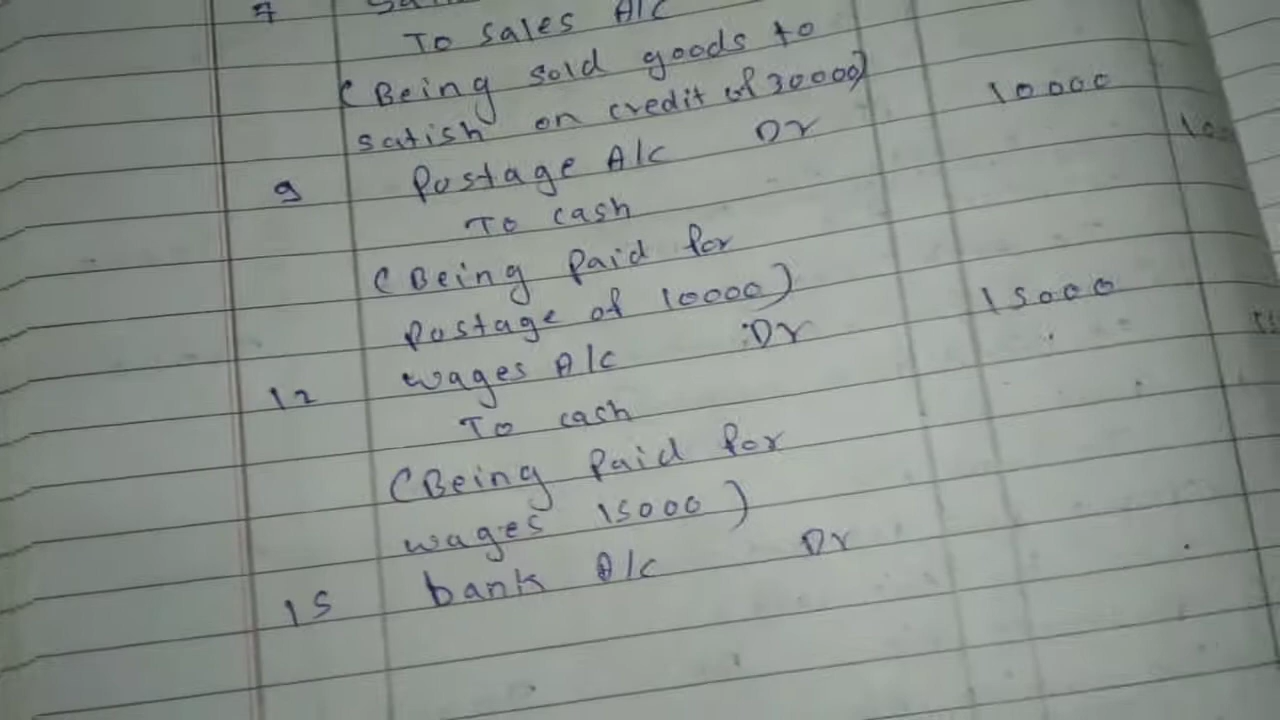 7
To sales A/c
(Being sold goods to
satish on credit of 30000)
9 Postage A/c Dr 10000
To cash
(Being Paid for
Postage of 10000)
12 wages A/c Dr 15000
To cash
(Being Paid for
wages 15000)
15 bank A/c Dr